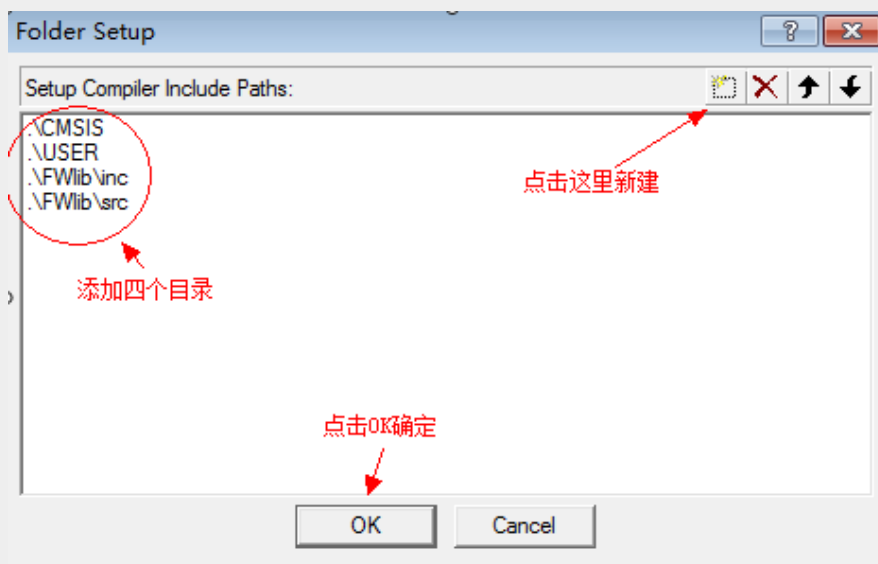 Folder Setup
Setup Compiler Include Paths:
.\CMSIS
.\USER
.\FWlib\inc
.\FWlib\src
点击这里新建
添加四个目录
点击OK确定
OK
Cancel